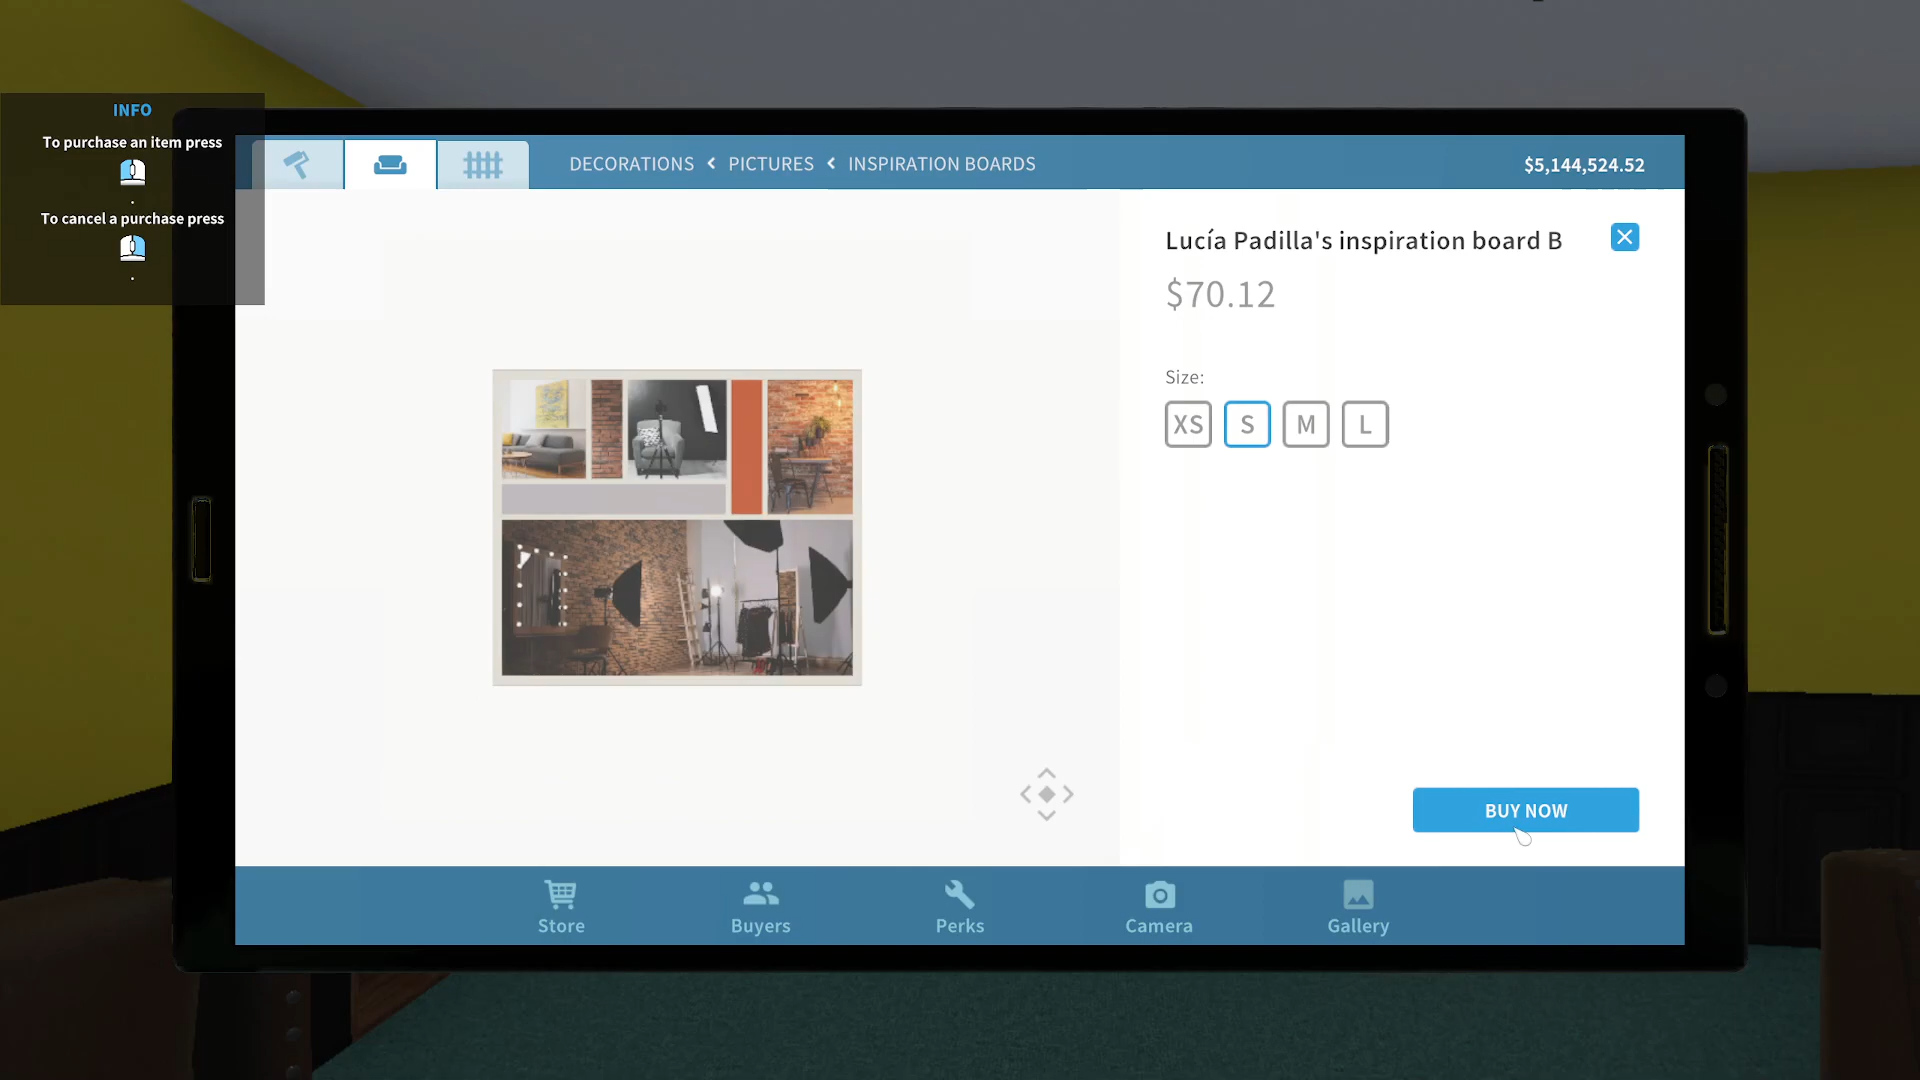 INFO
To purchase an item press
.
To cancel a purchase press
.
DECORATIONS < PICTURES < INSPIRATION BOARDS
$5,144,524.52
Lucía Padilla's inspiration board B
$70.12
Size:
XS S M L
BUY NOW
Store Buyers Perks Camera Gallery